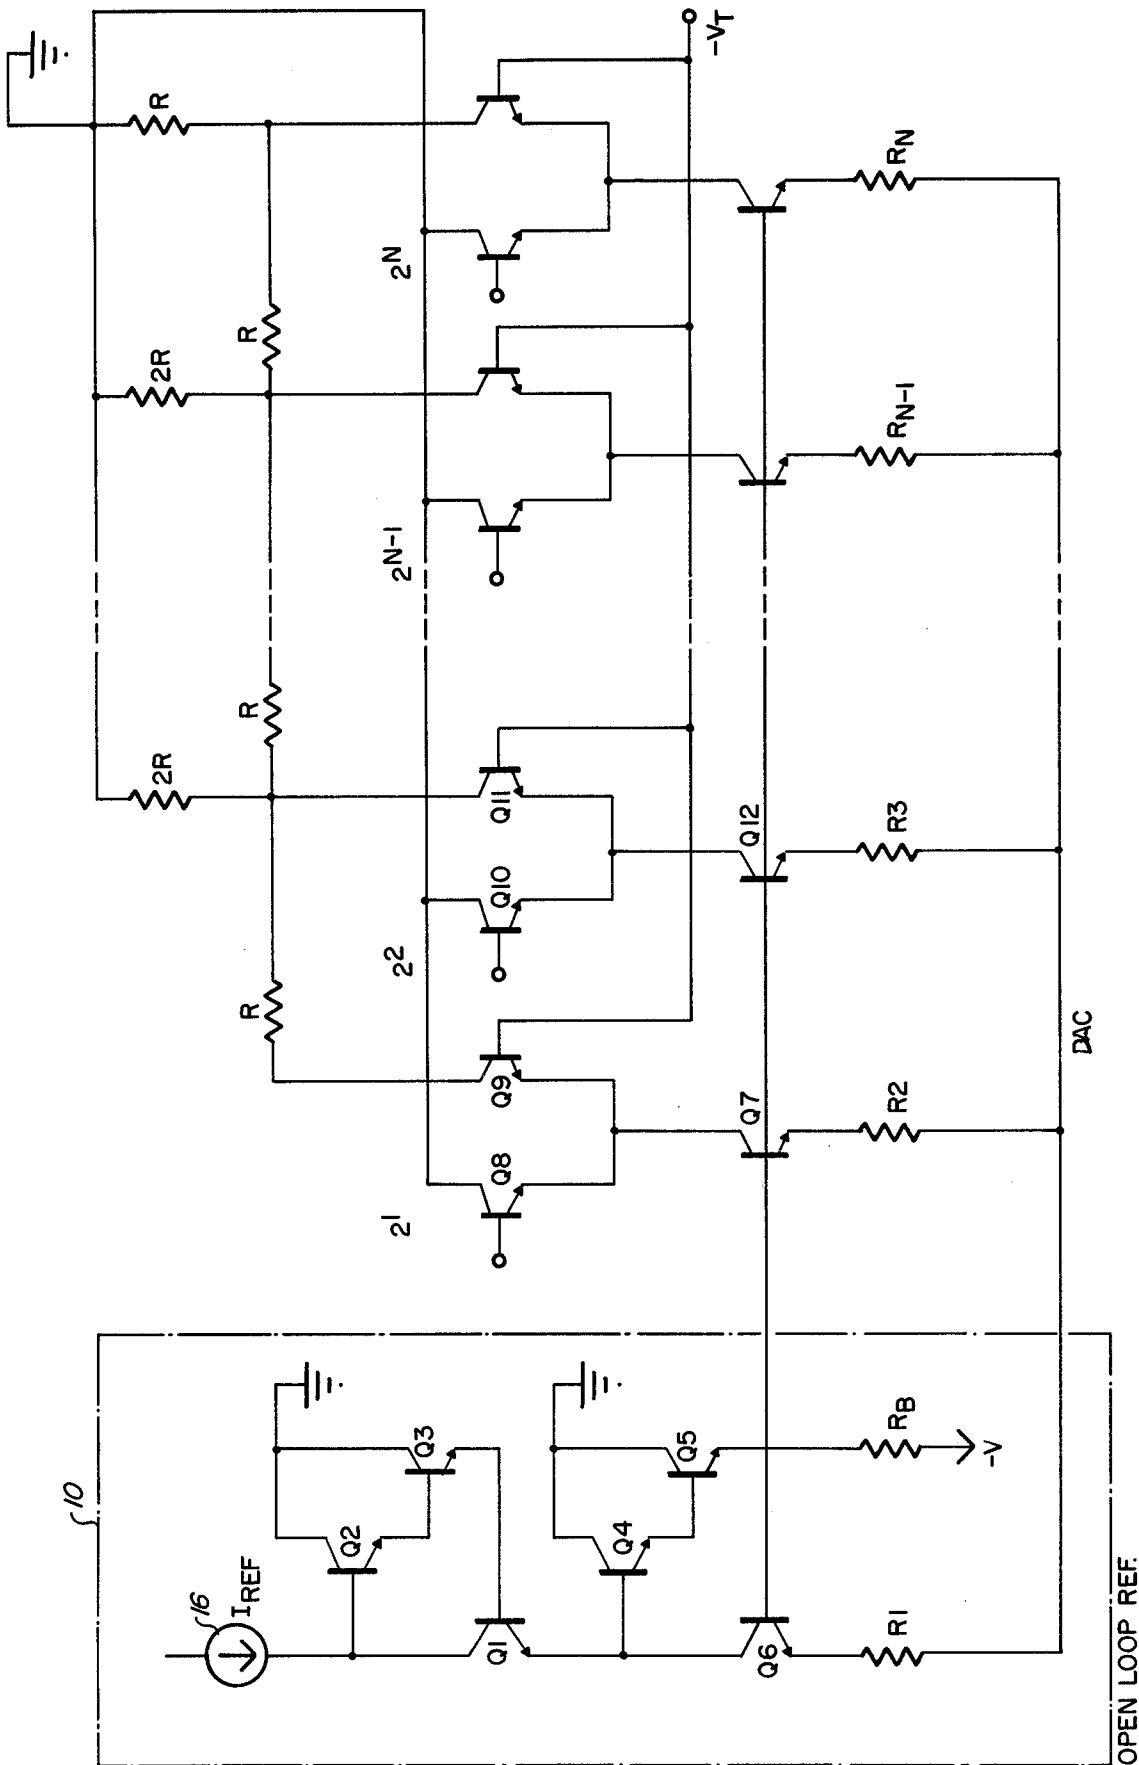 R
2R
2R
R
R
R
R
-VT
2N
2N-1
22
21
Q11
Q10
Q9
Q8
Q12
Q7
RN
RN-1
R3
R2
DAC
10
16
IREF
Q2
Q3
Q1
Q4
Q5
Q6
RB
-V
R1
OPEN LOOP REF.